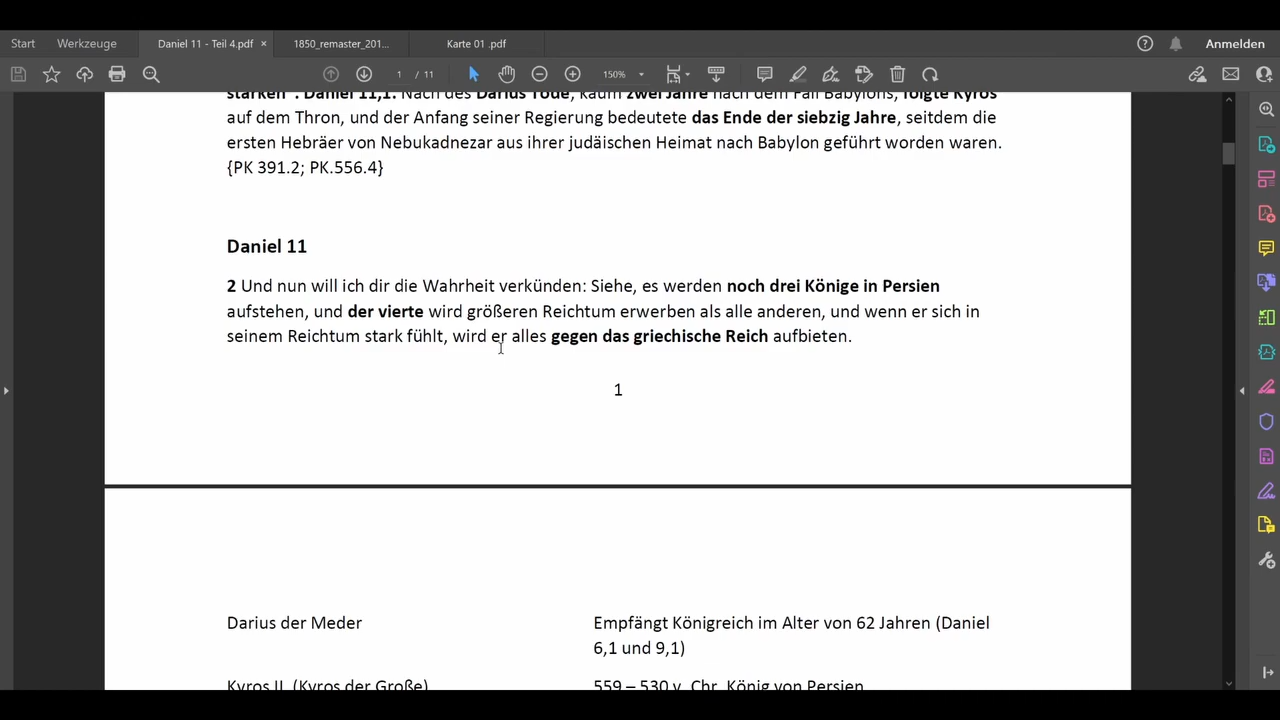 Start Werkzeuge Daniel 11 - Teil 4.pdf × 1850_remaster_201... Karte 01 .pdf Anmelden
1 / 11 150%
stärken". Daniel 11,1. Nach des Darius Tode, kaum zwei Jahre nach dem Fall Babylons, folgte Kyros
auf dem Thron, und der Anfang seiner Regierung bedeutete das Ende der siebzig Jahre, seitdem die
ersten Hebräer von Nebukadnezar aus ihrer judäischen Heimat nach Babylon geführt worden waren.
{PK 391.2; PK.556.4}
Daniel 11
2 Und nun will ich dir die Wahrheit verkünden: Siehe, es werden noch drei Könige in Persien
aufstehen, und der vierte wird größeren Reichtum erwerben als alle anderen, und wenn er sich in
seinem Reichtum stark fühlt, wird er alles gegen das griechische Reich aufbieten.
1
Darius der Meder Empfängt Königreich im Alter von 62 Jahren (Daniel
6,1 und 9,1)
Kyros II. (Kyros der Große) 559 – 530 v. Chr. König von Persien